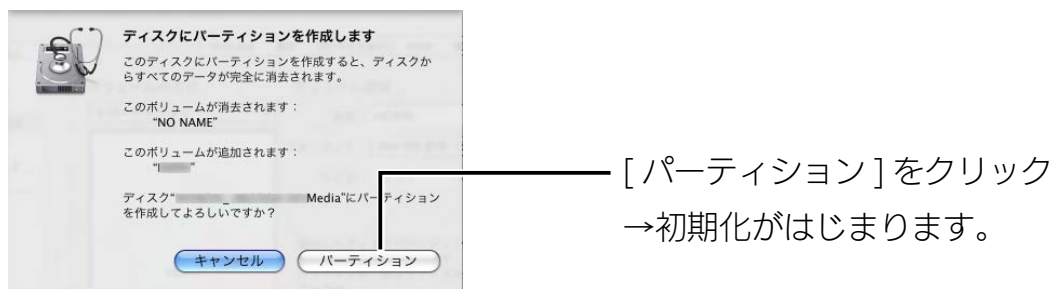 ディスクにパーティションを作成します
このディスクにパーティションを作成すると、ディスクか
らすべてのデータが完全に消去されます。
このボリュームが消去されます：
"NO NAME"
このボリュームが追加されます：
ディスク" Media"にパーティション
を作成してよろしいですか？
キャンセル
パーティション
[ パーティション ] をクリック
→初期化がはじまります。